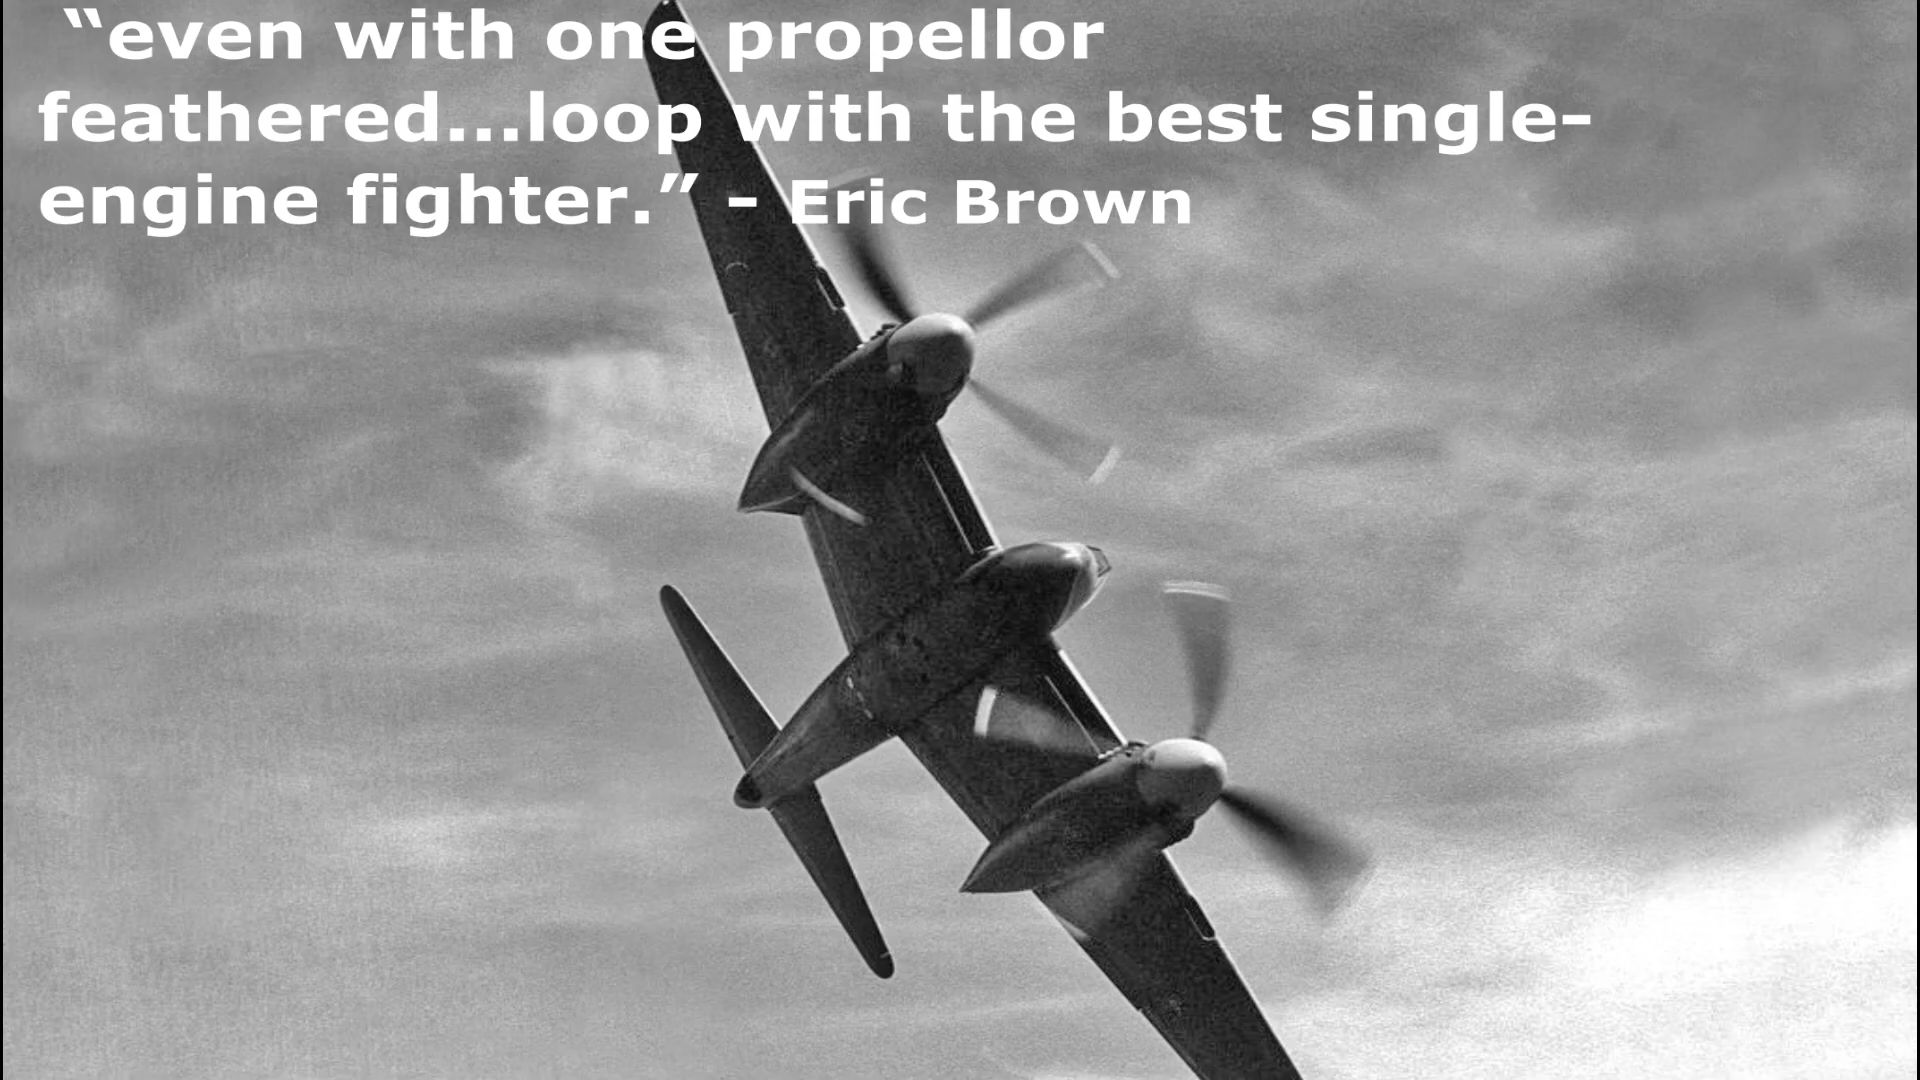 “even with one propellor
feathered...loop with the best single-
engine fighter.” – Eric Brown